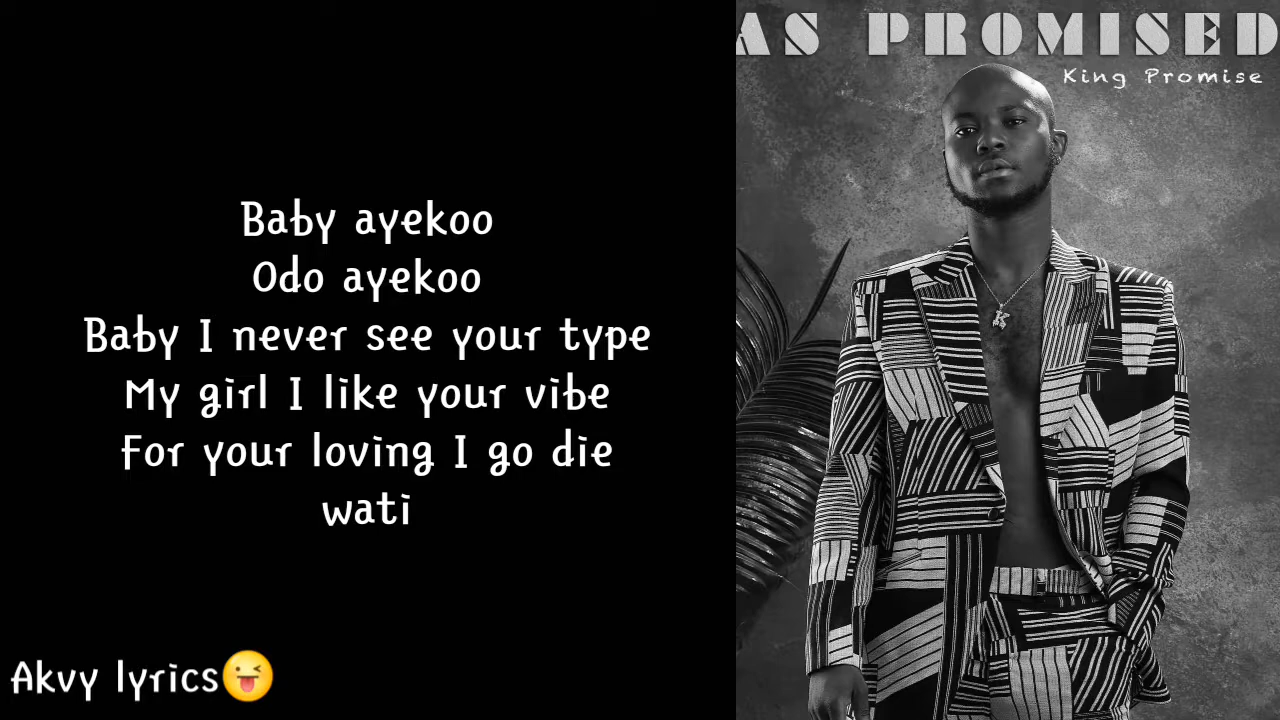 Baby ayekoo
Odo ayekoo
Baby I never see your type
My girl I like your vibe
For your loving I go die
wati
Akvy lyrics😜
AS PROMISED
King Promise
K